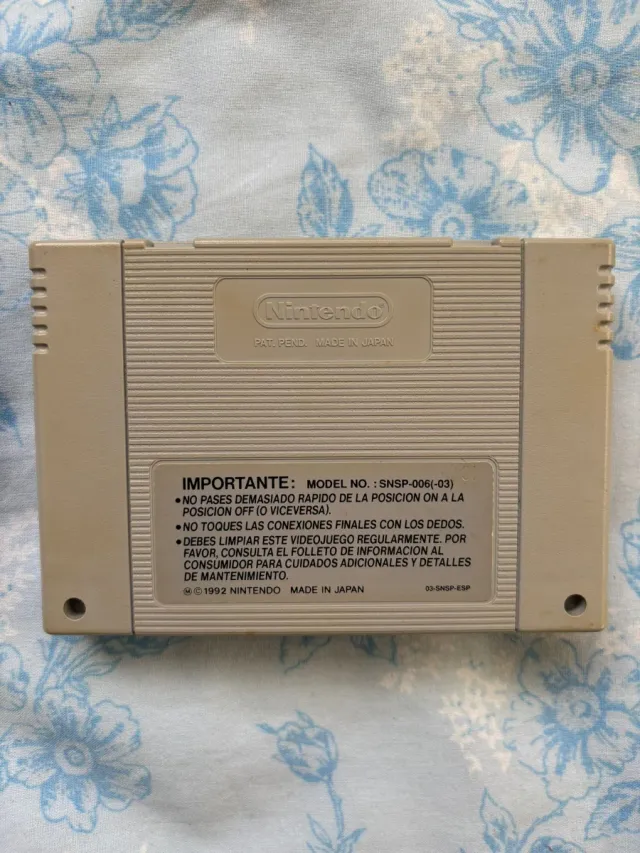 Nintendo
PAT. PEND. MADE IN JAPAN
IMPORTANTE: MODEL NO. : SNSP-006(-03)
•NO PASES DEMASIADO RAPIDO DE LA POSICION ON A LA
POSICION OFF (O VICEVERSA).
•NO TOQUES LAS CONEXIONES FINALES CON LOS DEDOS.
•DEBES LIMPIAR ESTE VIDEOJUEGO REGULARMENTE. POR
FAVOR, CONSULTA EL FOLLETO DE INFORMACION AL
CONSUMIDOR PARA CUIDADOS ADICIONALES Y DETALLES
DE MANTENIMIENTO.
Ⓜ©1992 NINTENDO MADE IN JAPAN 03-SNSP-ESP